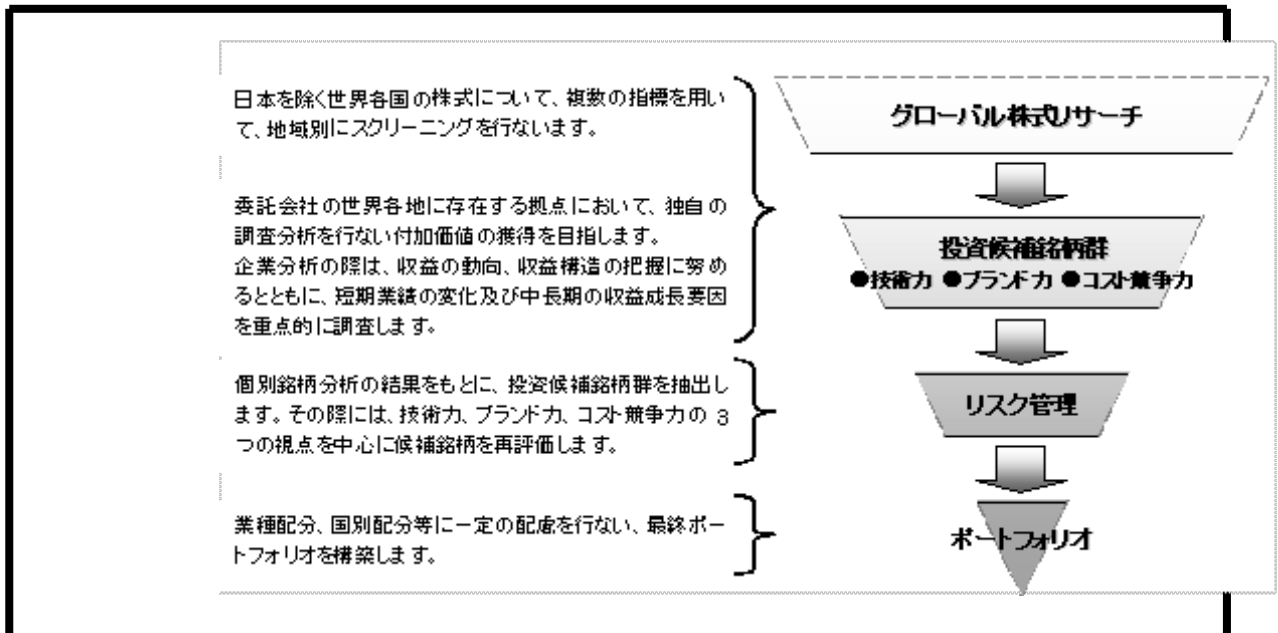 日本を除く世界各国の株式について、複数の指標を用い
て、地域別にスクリーニングを行ないます。
委託会社の世界各地に存在する拠点において、独自の
調査分析を行ない付加価値の獲得を目指します。
企業分析の際は、収益の動向、収益構造の把握に努め
るとともに、短期業績の変化及び中長期の収益成長要因
を重点的に調査します。
個別銘柄分析の結果をもとに、投資候補銘柄群を抽出し
ます。その際には、技術力、ブランド力、コスト競争力の 3
つの視点を中心に候補銘柄を再評価します。
業種配分、国別配分等に一定の配慮を行ない、最終ポー
トフォリオを構築します。
グローバル株式リサーチ
投資候補銘柄群
●技術力 ●ブランド力 ●コスト競争力
リスク管理
ポートフォリオ